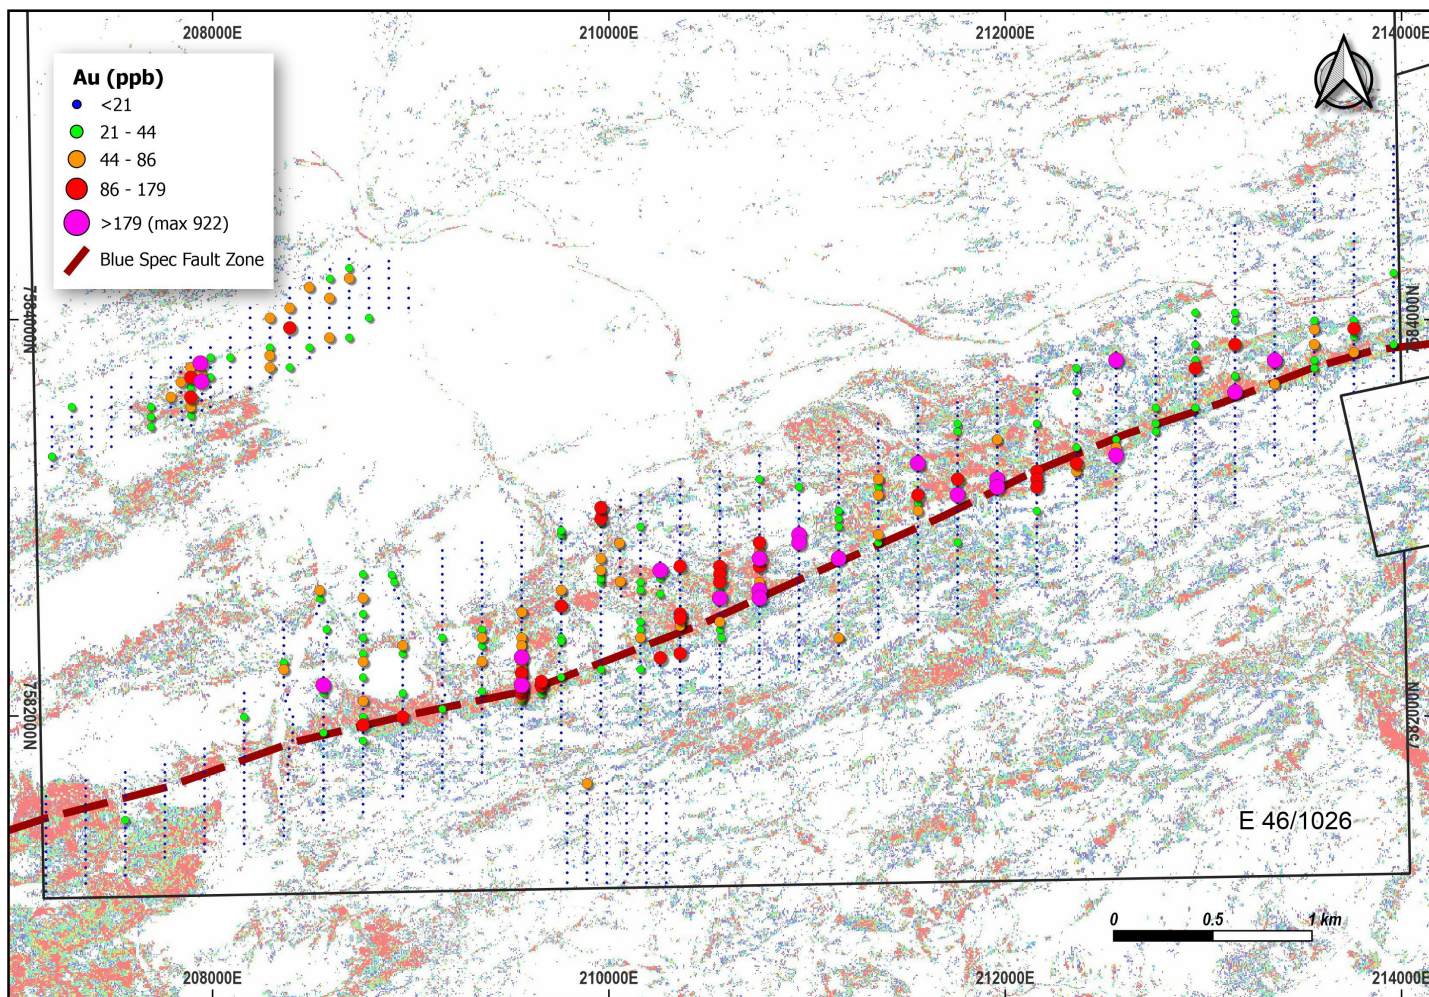 208000E 210000E 212000E 214000E
Au (ppb)
<21
21 - 44
44 - 86
86 - 179
>179 (max 922)
Blue Spec Fault Zone
7584000N 7584000N
7582000N 7582000N
E 46/1026
0 0.5 1 km
208000E 210000E 212000E 214000E